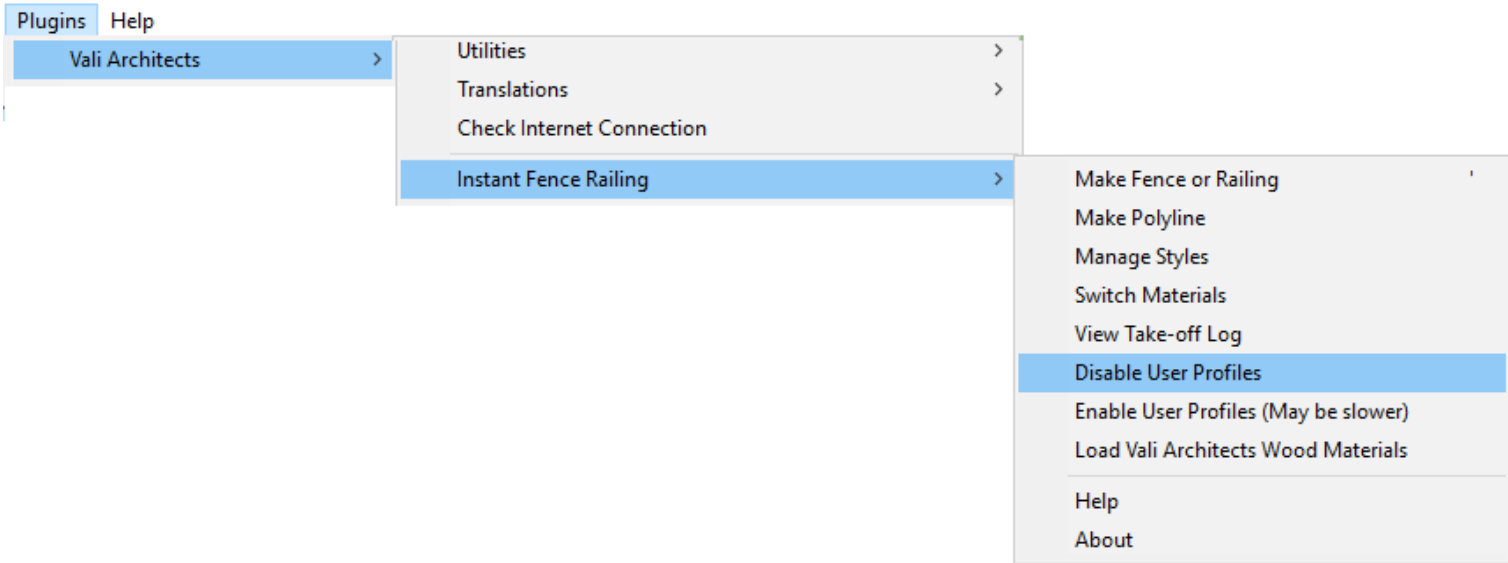 Plugins Help
Vali Architects >
Utilities >
Translations >
Check Internet Connection
Instant Fence Railing >
Make Fence or Railing '
Make Polyline
Manage Styles
Switch Materials
View Take-off Log
Disable User Profiles
Enable User Profiles (May be slower)
Load Vali Architects Wood Materials
Help
About